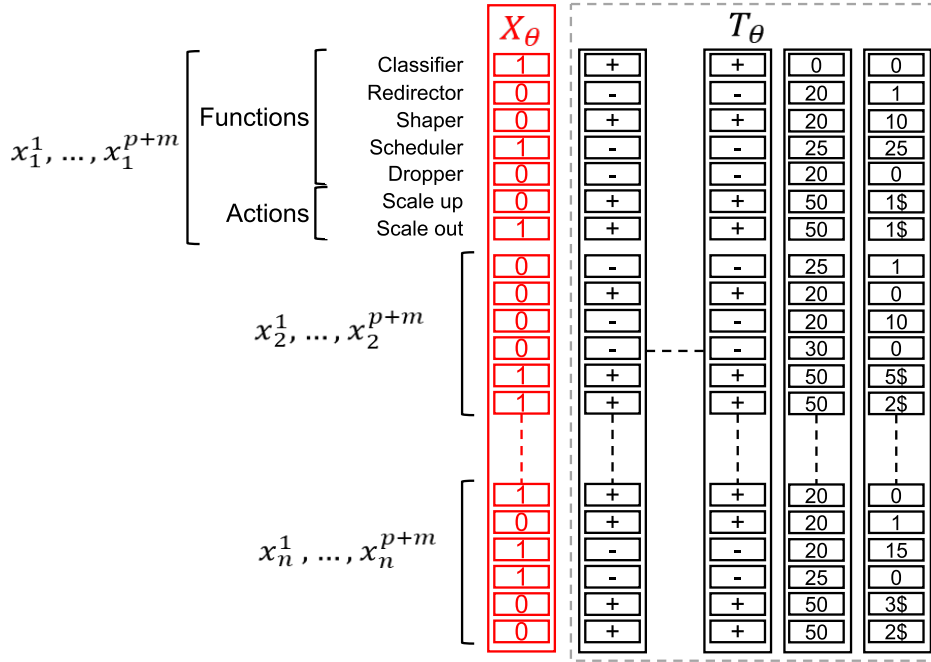 X_θ T_θ
Classifier 1 + + 0 0
Redirector 0 - - 20 1
Functions Shaper 0 + + 20 10
x_1^1, ..., x_1^{p+m} Scheduler 1 - - 25 25
Dropper 0 - - 20 0
Actions Scale up 0 + + 50 1$
Scale out 1 + + 50 1$
0 - - 25 1
0 + + 20 0
x_2^1, ..., x_2^{p+m} 0 - - 20 10
0 - - 30 0
1 + + 50 5$
1 + + 50 2$
1 + + 20 0
0 + + 20 1
x_n^1, ..., x_n^{p+m} 1 - - 20 15
1 - - 25 0
0 + + 50 3$
0 + + 50 2$